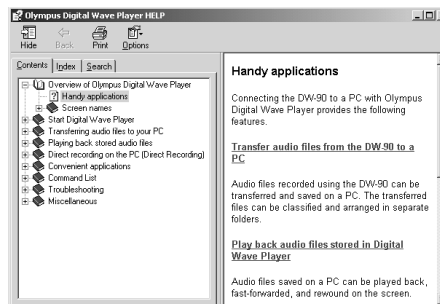 Olympus Digital Wave Player HELP
Hide Back Print Options
Contents Index Search
Overview of Olympus Digital Wave Player
Handy applications
Screen names
Start Digital Wave Player
Transferring audio files to your PC
Playing back stored audio files
Direct recording on the PC (Direct Recording)
Convenient applications
Command List
Troubleshooting
Miscellaneous
Handy applications
Connecting the DW-90 to a PC with Olympus
Digital Wave Player provides the following
features.
Transfer audio files from the DW-90 to a
PC
Audio files recorded using the DW-90 can be
transferred and saved on a PC. The transferred
files can be classified and arranged in separate
folders.
Play back audio files stored in Digital
Wave Player
Audio files saved on a PC can be played back,
fast-forwarded, and rewound on the screen.